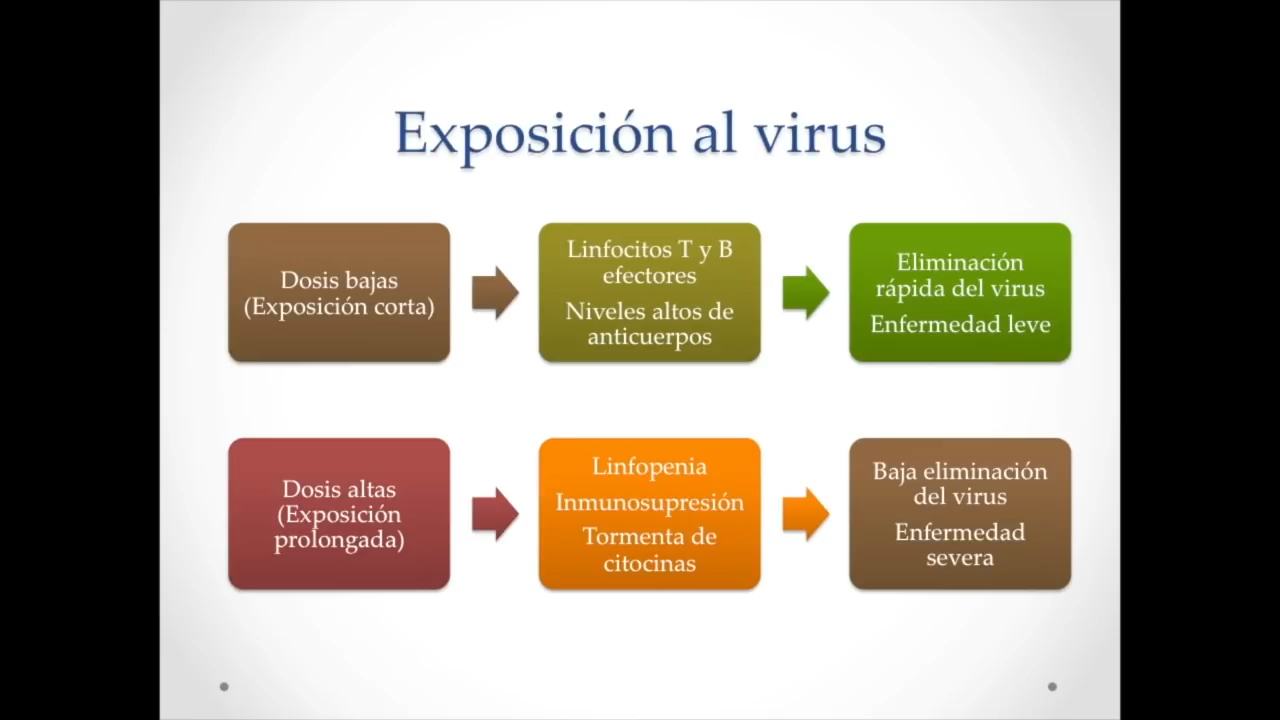 Exposición al virus
Dosis bajas
(Exposición corta)
Linfocitos T y B
efectores
Niveles altos de
anticuerpos
Eliminación
rápida del virus
Enfermedad leve
Dosis altas
(Exposición
prolongada)
Linfopenia
Inmunosupresión
Tormenta de
citocinas
Baja eliminación
del virus
Enfermedad
severa